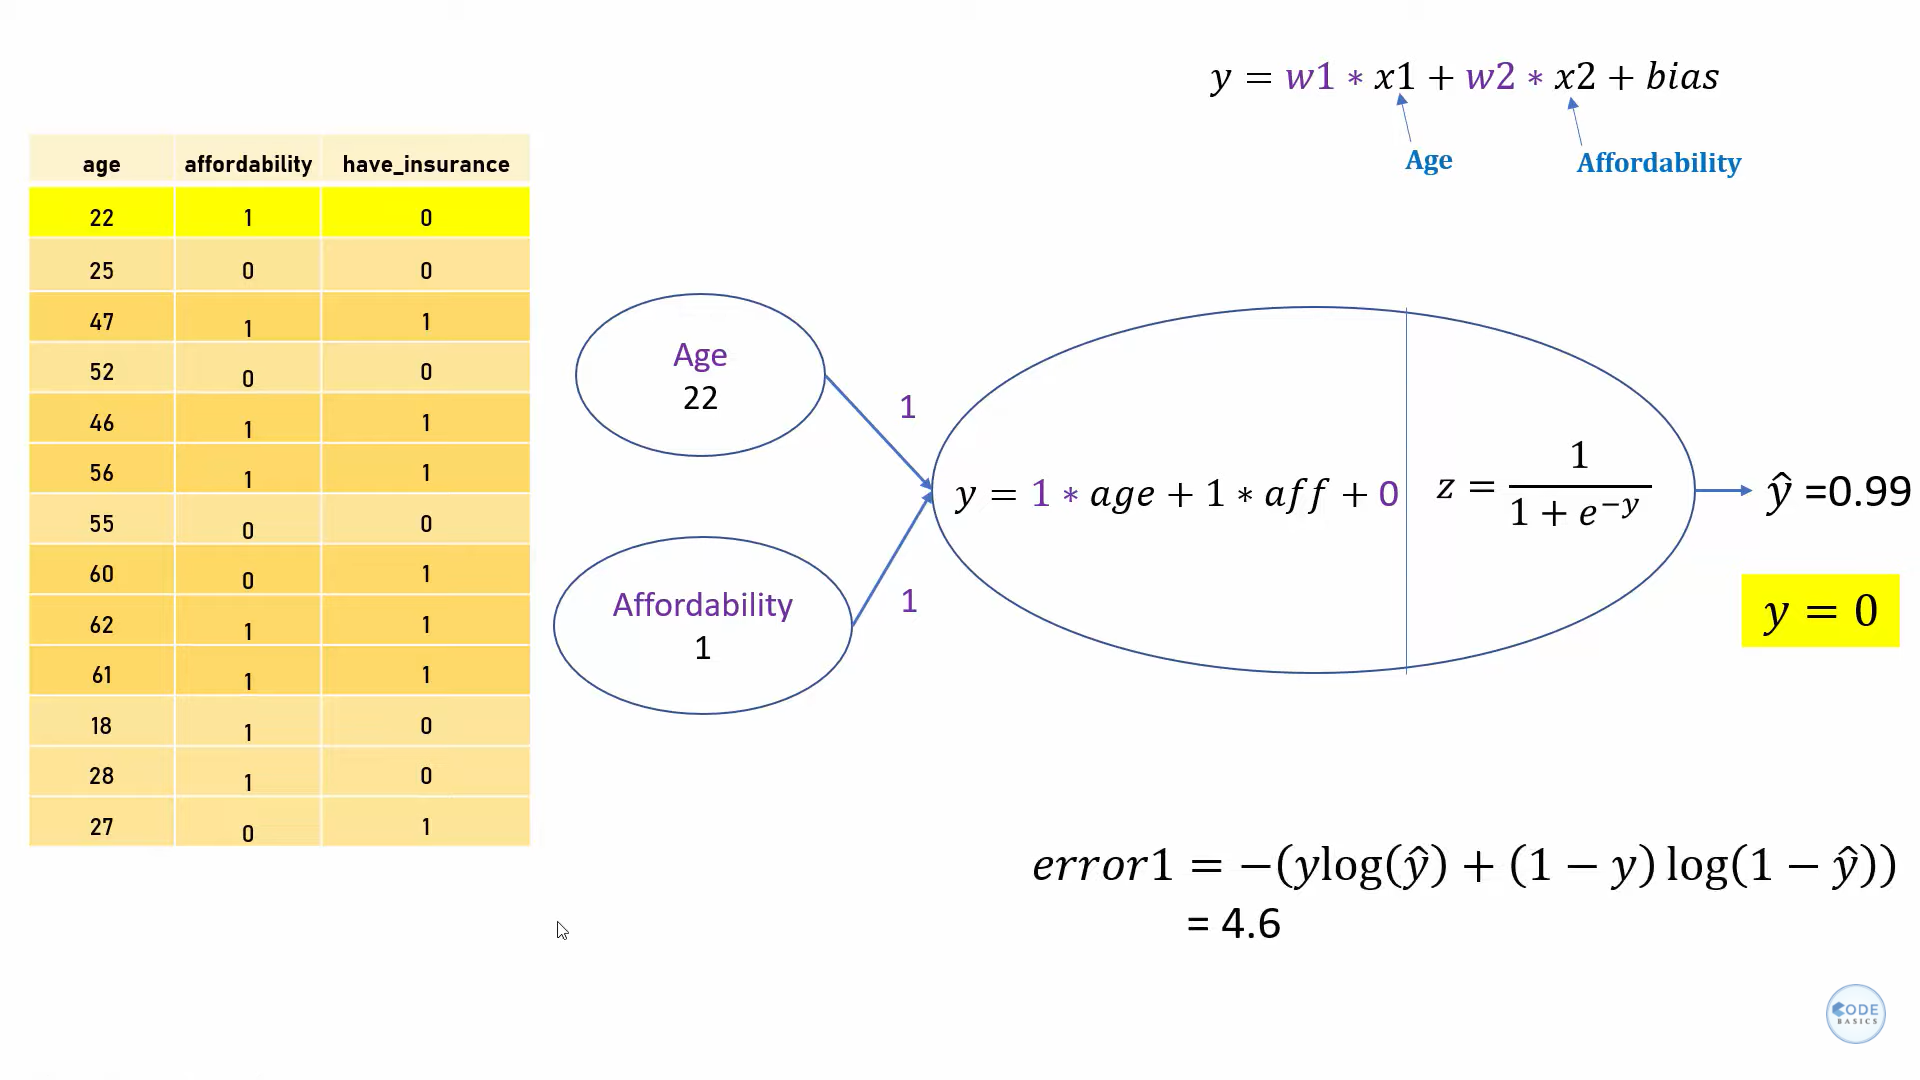 y = w1 * x1 + w2 * x2 + bias
Age Affordability
age affordability have_insurance
22 1 0
25 0 0
47 1 1
52 0 0
46 1 1
56 1 1
55 0 0
60 0 1
62 1 1
61 1 1
18 1 0
28 1 0
27 0 1
Age
22
1
Affordability
1
1
y = 1 * age + 1 * aff + 0
z = 1 / (1 + e^−y)
ŷ =0.99
y = 0
error1 = −(ylog(ŷ) + (1 − y) log(1 − ŷ))
= 4.6
CODE
BASICS